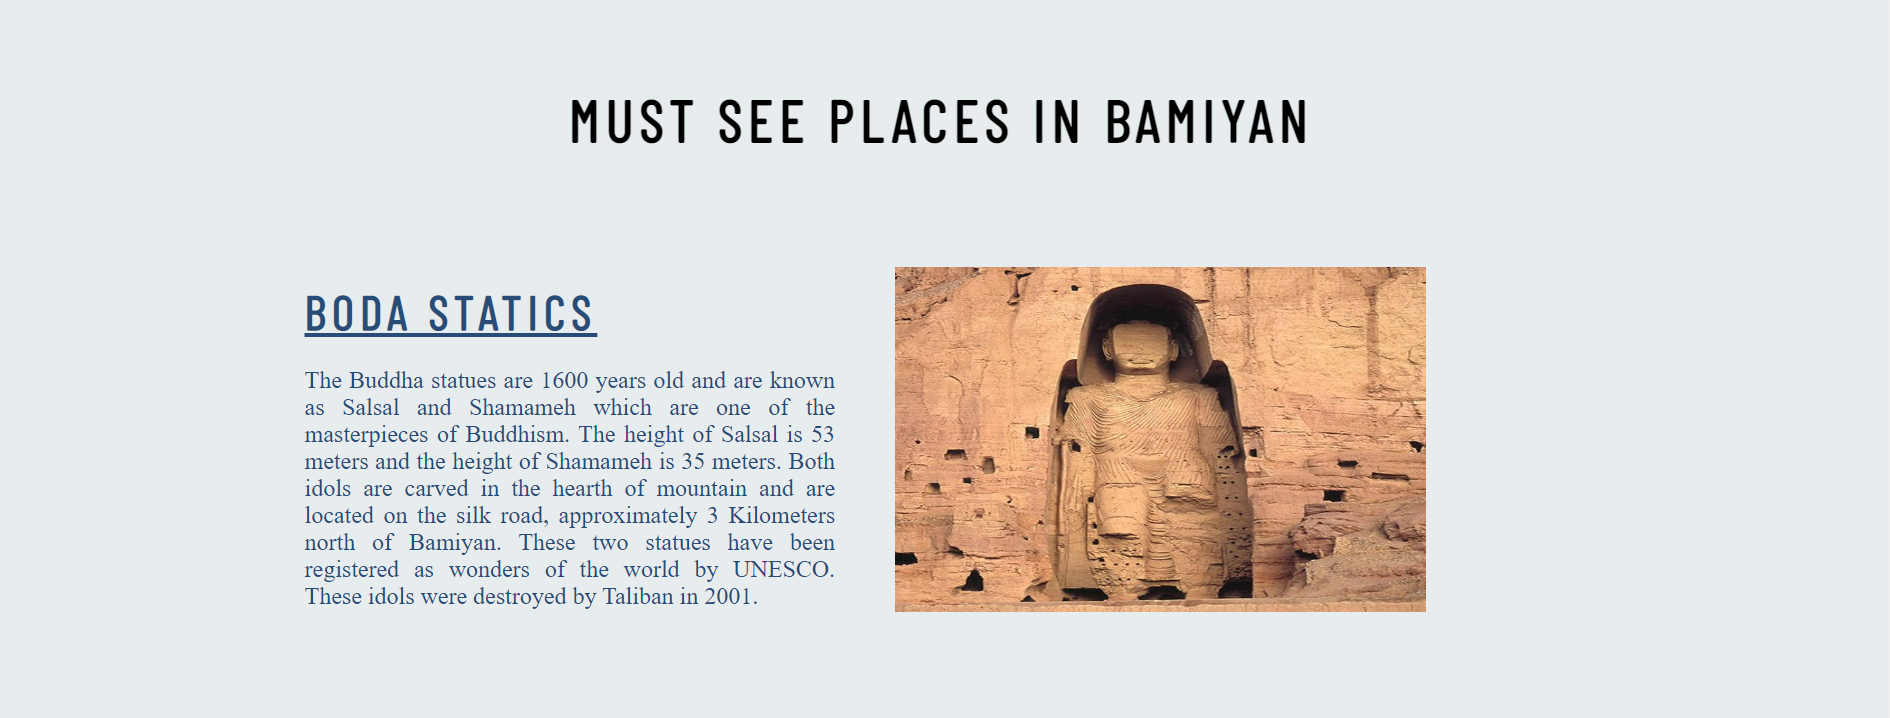 MUST SEE PLACES IN BAMIYAN
BODA STATICS
The Buddha statues are 1600 years old and are known
as Salsal and Shamameh which are one of the
masterpieces of Buddhism. The height of Salsal is 53
meters and the height of Shamameh is 35 meters. Both
idols are carved in the hearth of mountain and are
located on the silk road, approximately 3 Kilometers
north of Bamiyan. These two statues have been
registered as wonders of the world by UNESCO.
These idols were destroyed by Taliban in 2001.